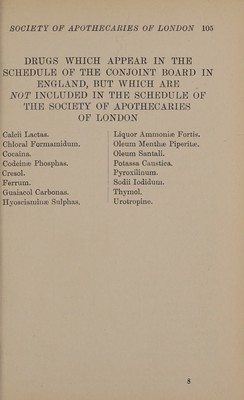 SOCIETY OF APOTHECARIES OF LONDON 105
DRUGS WHICH APPEAR IN THE
SCHEDULE OF THE CONJOINT BOARD IN
ENGLAND, BUT WHICH ARE
NOT INCLUDED IN THE SCHEDULE OF
THE SOCIETY OF APOTHECARIES
OF LONDON
Calcii Lactas.
Chloral Formamidum.
Cocaina.
Codeinæ Phosphas.
Cresol.
Ferrum.
Guaiacol Carbonas.
Hyosciaminæ Sulphas.
Liquor Ammoniæ Fortis.
Oleum Menthæ Piperitæ.
Oleum Santali.
Potassa Caustica.
Pyroxilinum.
Sodii Iodidum.
Thymol.
Urotropine.
8